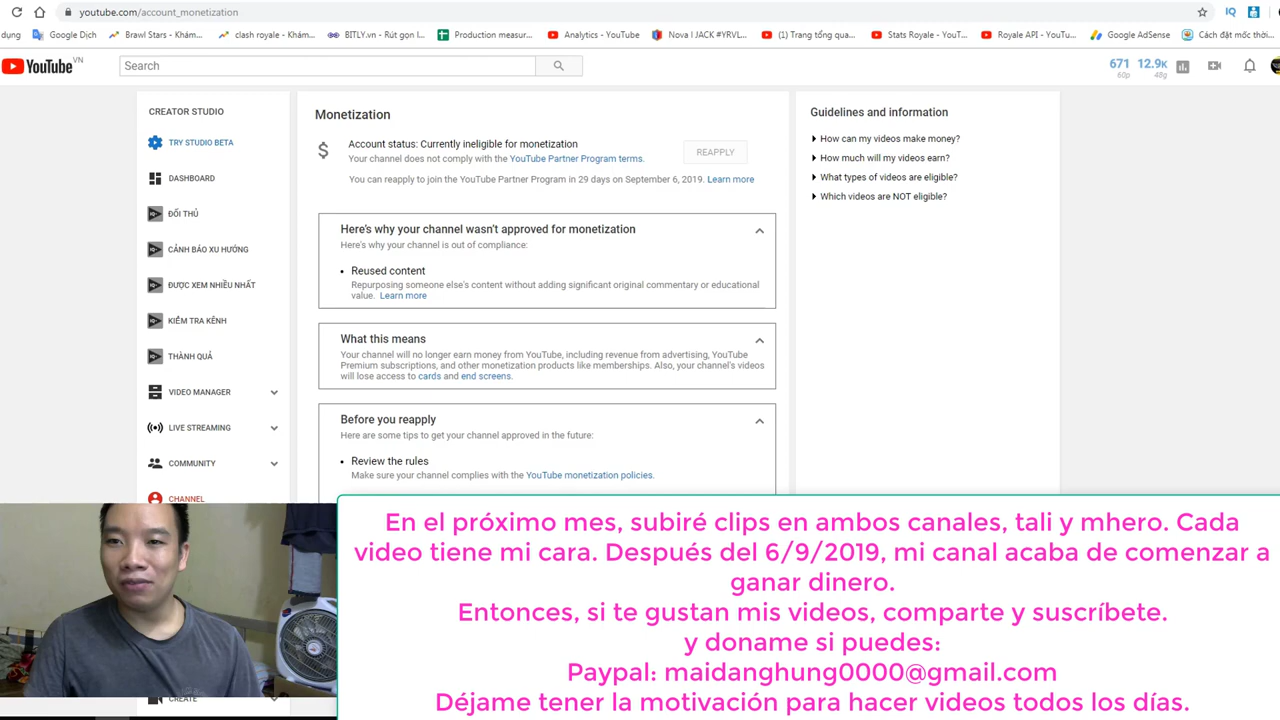 youtube.com/account_monetization
dụng
Google Dịch
Brawl Stars - Khám...
clash royale - Khám...
BITLY.vn - Rút gọn l...
Production measur...
Analytics - YouTube
Nova l JACK #YRVL...
(1) Trang tổng qua...
Stats Royale - YouT...
Royale API - YouTu...
Google AdSense
Cách đặt mốc thời...
YouTube VN
Search
671
60p
12.9K
48g
CREATOR STUDIO
TRY STUDIO BETA
DASHBOARD
ĐỐI THỦ
CẢNH BÁO XU HƯỚNG
ĐƯỢC XEM NHIỀU NHẤT
KIỂM TRA KÊNH
THÀNH QUẢ
VIDEO MANAGER
LIVE STREAMING
COMMUNITY
CHANNEL
CREATE
Monetization
Account status: Currently ineligible for monetization
Your channel does not comply with the YouTube Partner Program terms.
REAPPLY
You can reapply to join the YouTube Partner Program in 29 days on September 6, 2019. Learn more
Here's why your channel wasn't approved for monetization
Here's why your channel is out of compliance:
• Reused content
Repurposing someone else's content without adding significant original commentary or educational
value. Learn more
What this means
Your channel will no longer earn money from YouTube, including revenue from advertising, YouTube
Premium subscriptions, and other monetization products like memberships. Also, your channel's videos
will lose access to cards and end screens.
Before you reapply
Here are some tips to get your channel approved in the future:
• Review the rules
Make sure your channel complies with the YouTube monetization policies.
Guidelines and information
How can my videos make money?
How much will my videos earn?
What types of videos are eligible?
Which videos are NOT eligible?
En el próximo mes, subiré clips en ambos canales, tali y mhero. Cada
video tiene mi cara. Después del 6/9/2019, mi canal acaba de comenzar a
ganar dinero.
Entonces, si te gustan mis videos, comparte y suscríbete.
y doname si puedes:
Paypal: maidanghung0000@gmail.com
Déjame tener la motivación para hacer videos todos los días.